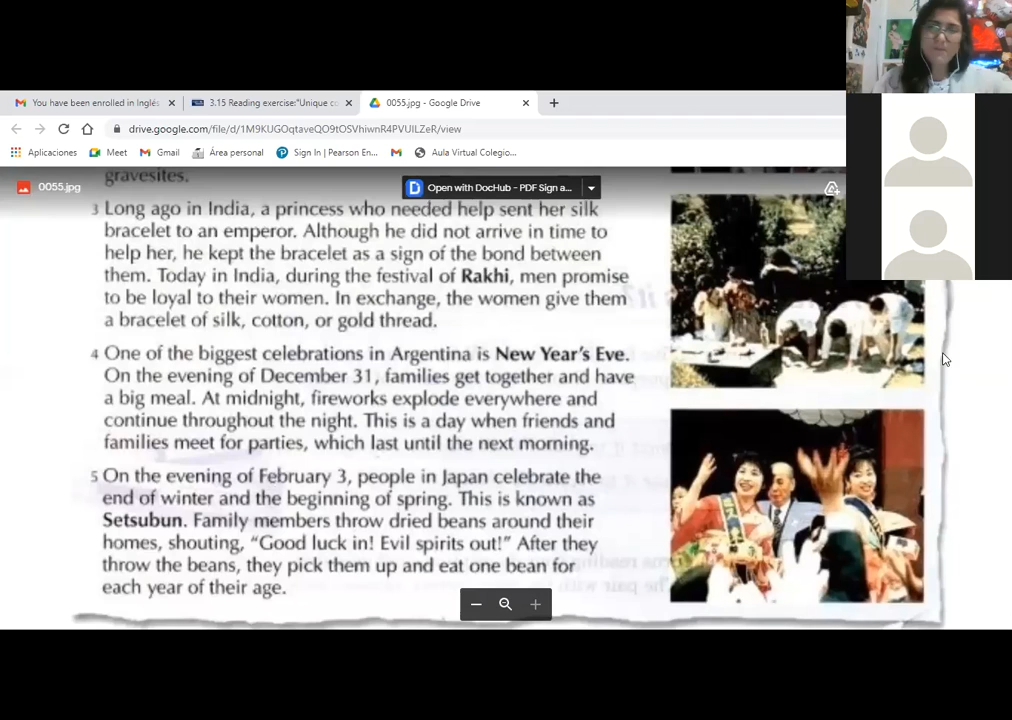 You have been enrolled in Inglés
3.15 Reading exercise:"Unique co
0055.jpg - Google Drive
drive.google.com/file/d/1M9KUGOqtaveQO9tOSVhiwnR4PVUILZeR/view
Aplicaciones
Meet
Gmail
Área personal
Sign In | Pearson En...
Aula Virtual Colegio...
0055.jpg
Open with DocHub - PDF Sign a...
gravesites.
3 Long ago in India, a princess who needed help sent her silk
bracelet to an emperor. Although he did not arrive in time to
help her, he kept the bracelet as a sign of the bond between
them. Today in India, during the festival of Rakhi, men promise
to be loyal to their women. In exchange, the women give them
a bracelet of silk, cotton, or gold thread.
4 One of the biggest celebrations in Argentina is New Year's Eve.
On the evening of December 31, families get together and have
a big meal. At midnight, fireworks explode everywhere and
continue throughout the night. This is a day when friends and
families meet for parties, which last until the next morning.
5 On the evening of February 3, people in Japan celebrate the
end of winter and the beginning of spring. This is known as
Setsubun. Family members throw dried beans around their
homes, shouting, "Good luck in! Evil spirits out!" After they
throw the beans, they pick them up and eat one bean for
each year of their age.